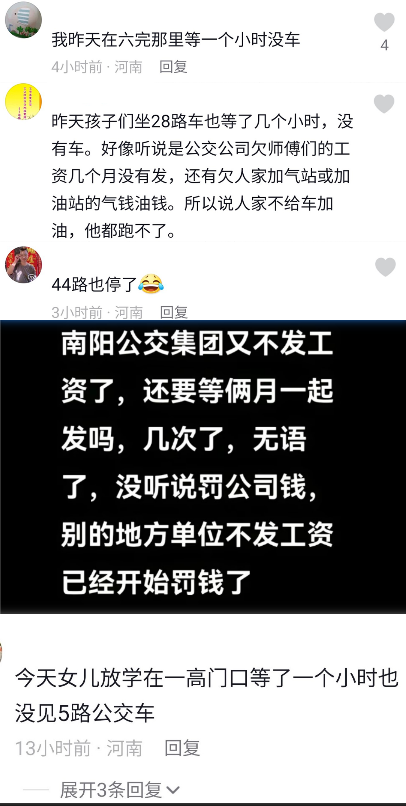 我昨天在六完那里等一个小时没车
4小时前 · 河南 回复
4
昨天孩子们坐28路车也等了几个小时，没
有车。好像听说是公交公司欠师傅们的工
资几个月没有发，还有欠人家加气站或加
油站的气钱油钱。所以说人家不给车加
油，他都跑不了。
44路也停了😂
3小时前 · 河南 回复
南阳公交集团又不发工
资了，还要等俩月一起
发吗，几次了，无语
了，没听说罚公司钱，
别的地方单位不发工资
已经开始罚钱了
今天女儿放学在一高门口等了一个小时也
没见5路公交车
13小时前 · 河南 回复
展开3条回复